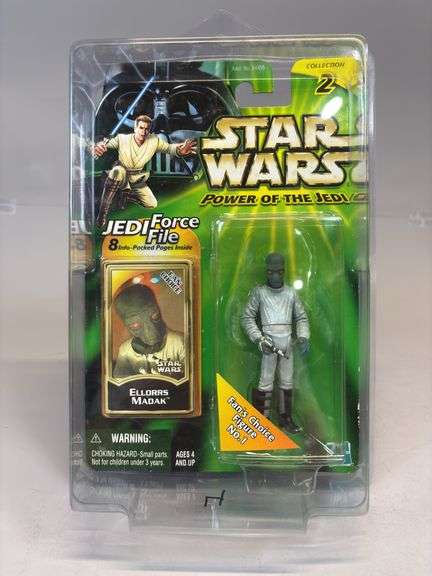 COLLECTION
2
STAR
WARS
POWER OF THE JEDI
JEDI Force
File
8 Info-Packed Pages Inside
FAN'S
CHOICE
STAR
WARS
ELLORRS
MADAK
Fan's Choice
Figure
No. 1
WARNING:
CHOKING HAZARD-Small parts.
Not for children under 3 years.
AGES 4
AND UP